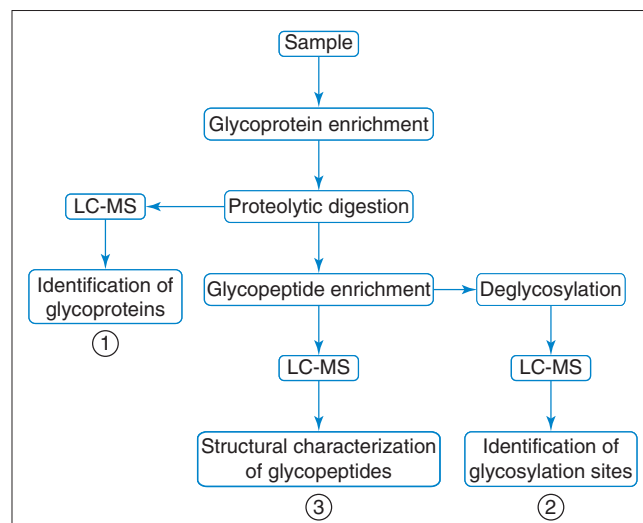 Sample
Glycoprotein enrichment
LC-MS
Proteolytic digestion
Identification of
glycoproteins
1
Glycopeptide enrichment
Deglycosylation
LC-MS
LC-MS
Structural characterization
of glycopeptides
3
Identification of
glycosylation sites
2